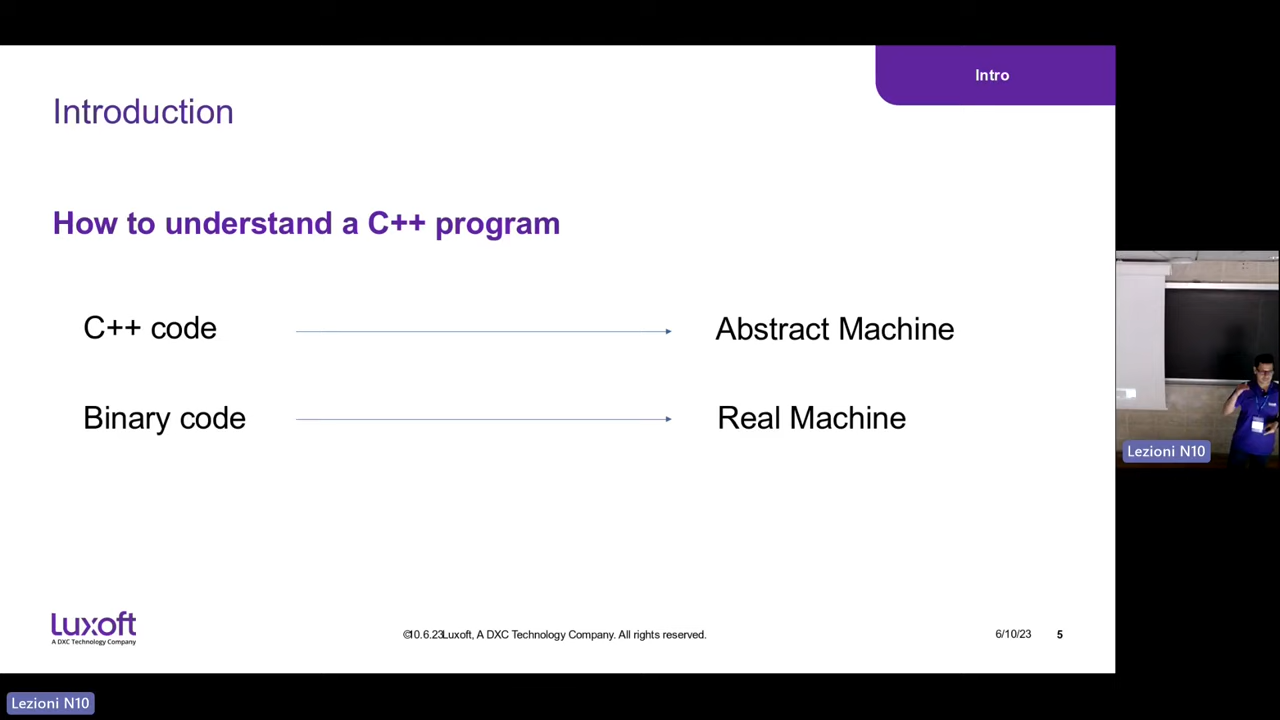 Intro
Introduction
How to understand a C++ program
C++ code
Abstract Machine
Binary code
Real Machine
Lezioni N10
Luxoft
A DXC Technology Company
©10.6.23Luxoft, A DXC Technology Company. All rights reserved.
6/10/23
5
Lezioni N10